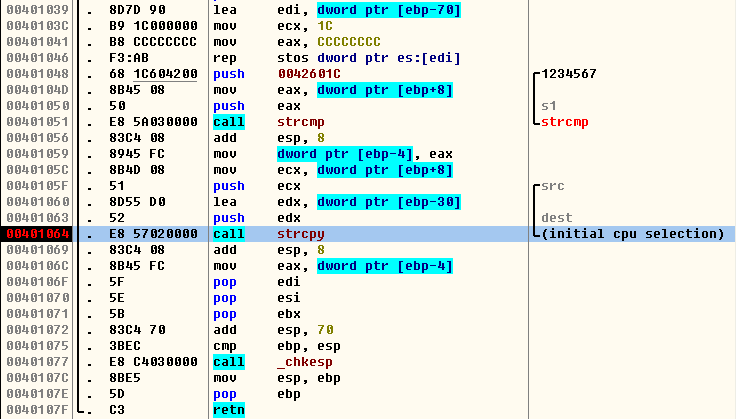 00401039 . 8D7D 90 lea edi, dword ptr [ebp-70]
0040103C . B9 1C000000 mov ecx, 1C
00401041 . B8 CCCCCCCC mov eax, CCCCCCCC
00401046 . F3:AB rep stos dword ptr es:[edi]
00401048 . 68 1C604200 push 0042601C 1234567
0040104D . 8B45 08 mov eax, dword ptr [ebp+8]
00401050 . 50 push eax s1
00401051 . E8 5A030000 call strcmp strcmp
00401056 . 83C4 08 add esp, 8
00401059 . 8945 FC mov dword ptr [ebp-4], eax
0040105C . 8B4D 08 mov ecx, dword ptr [ebp+8]
0040105F . 51 push ecx src
00401060 . 8D55 D0 lea edx, dword ptr [ebp-30]
00401063 . 52 push edx dest
00401064 . E8 57020000 call strcpy (initial cpu selection)
00401069 . 83C4 08 add esp, 8
0040106C . 8B45 FC mov eax, dword ptr [ebp-4]
0040106F . 5F pop edi
00401070 . 5E pop esi
00401071 . 5B pop ebx
00401072 . 83C4 70 add esp, 70
00401075 . 3BEC cmp ebp, esp
00401077 . E8 C4030000 call _chkesp
0040107C . 8BE5 mov esp, ebp
0040107E . 5D pop ebp
0040107F . C3 retn